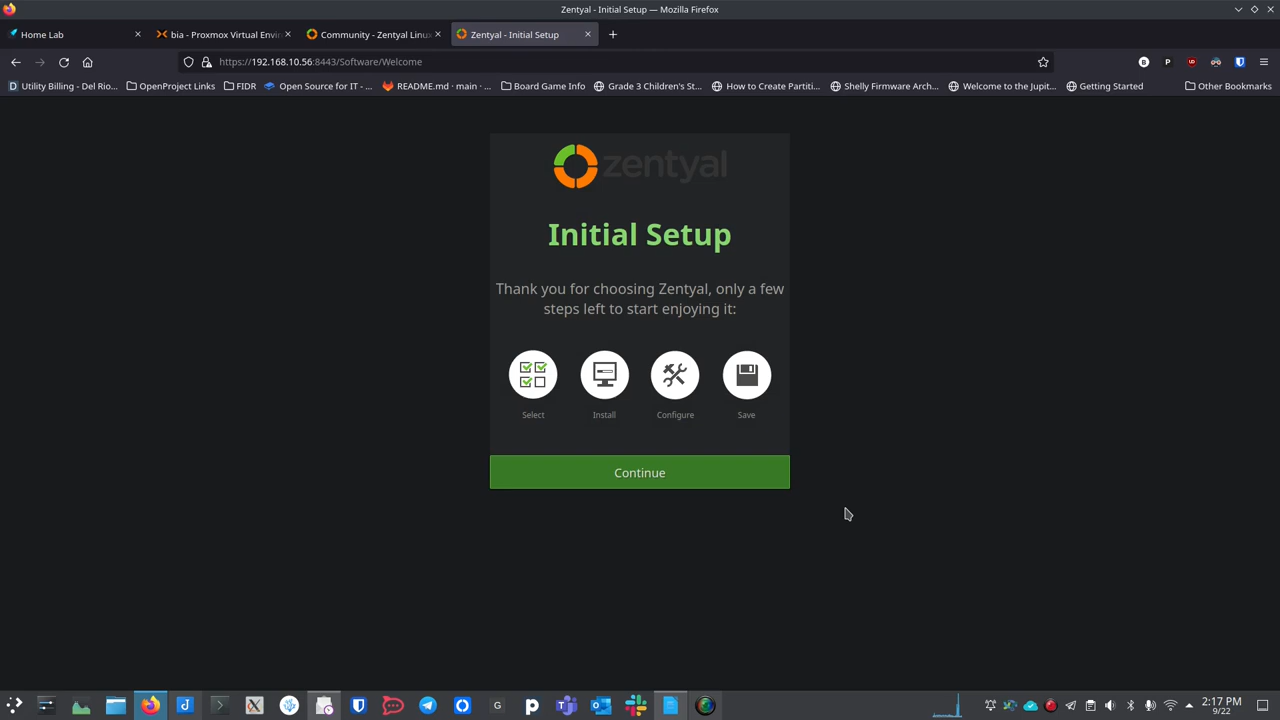 Zentyal - Initial Setup — Mozilla Firefox
Home Lab
bia - Proxmox Virtual Envi
Community - Zentyal Linu
Zentyal - Initial Setup
https://192.168.10.56:8443/Software/Welcome
Utility Billing - Del Rio...
OpenProject Links
FIDR
Open Source for IT - ...
README.md · main · ...
Board Game Info
Grade 3 Children's St...
How to Create Partiti...
Shelly Firmware Arch...
Welcome to the Jupit...
Getting Started
Other Bookmarks
zentyal
Initial Setup
Thank you for choosing Zentyal, only a few
steps left to start enjoying it:
Select
Install
Configure
Save
Continue
2:17 PM
9/22